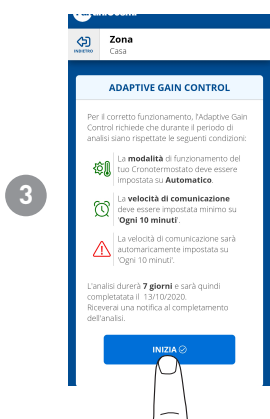 Zona
INDIETRO
Casa
ADAPTIVE GAIN CONTROL
Per il corretto funzionamento, l'Adaptive Gain
Control richiede che durante il periodo di
analisi siano rispettate le seguenti condizioni:
La modalità di funzionamento del
tuo Cronotermostato deve essere
impostata su Automatico.
3
La velocità di comunicazione
deve essere impostata minimo su
'Ogni 10 minuti'.
La velocità di comunicazione sarà
automaricamente impostata su
'Ogni 10 minuti'.
L'analisi durerà 7 giorni e sarà quindi
completatata il 13/10/2020.
Riceverai una notifica al completamento
dell'analisi.
INIZIA